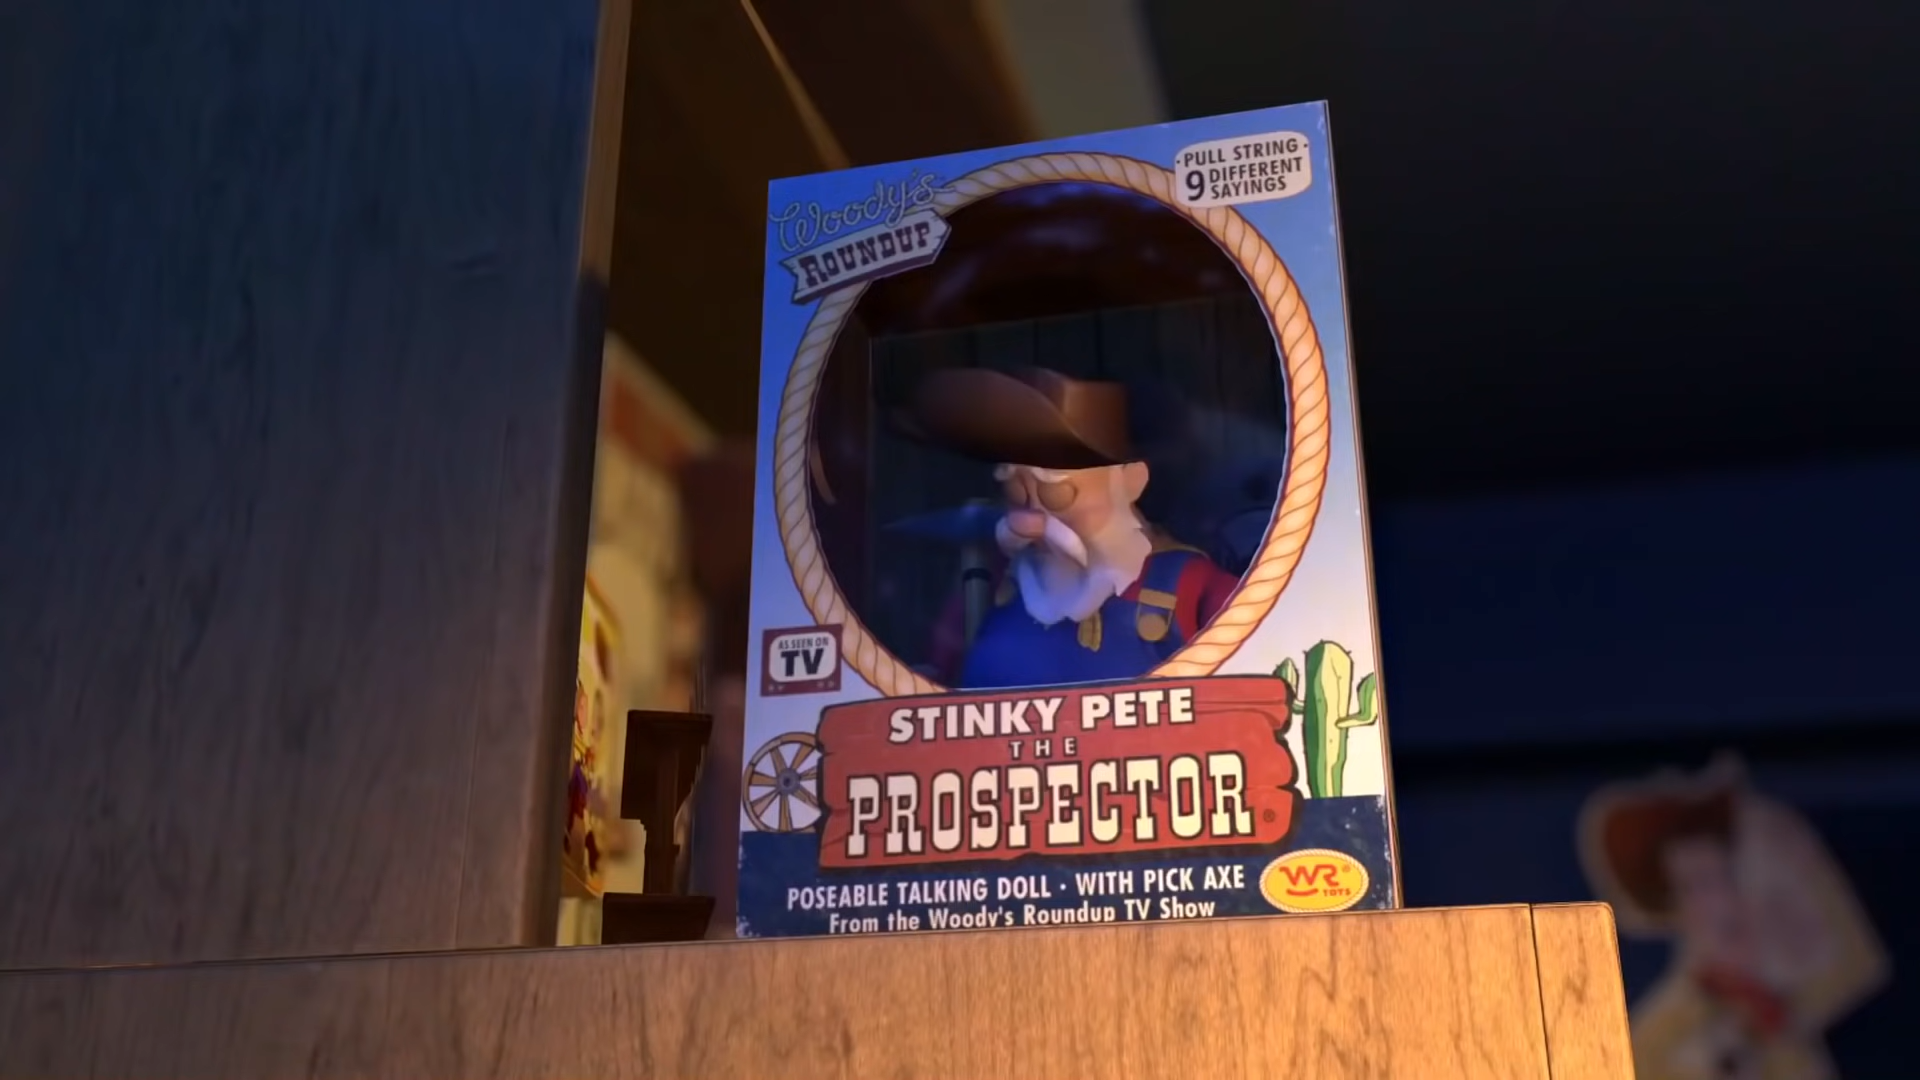 Woody's
ROUNDUP
· PULL STRING ·
9 DIFFERENT
SAYINGS
AS SEEN ON
TV
STINKY PETE
THE
PROSPECTOR®
POSEABLE TALKING DOLL · WITH PICK AXE
From the Woody's Roundup TV Show
WR®
TOYS